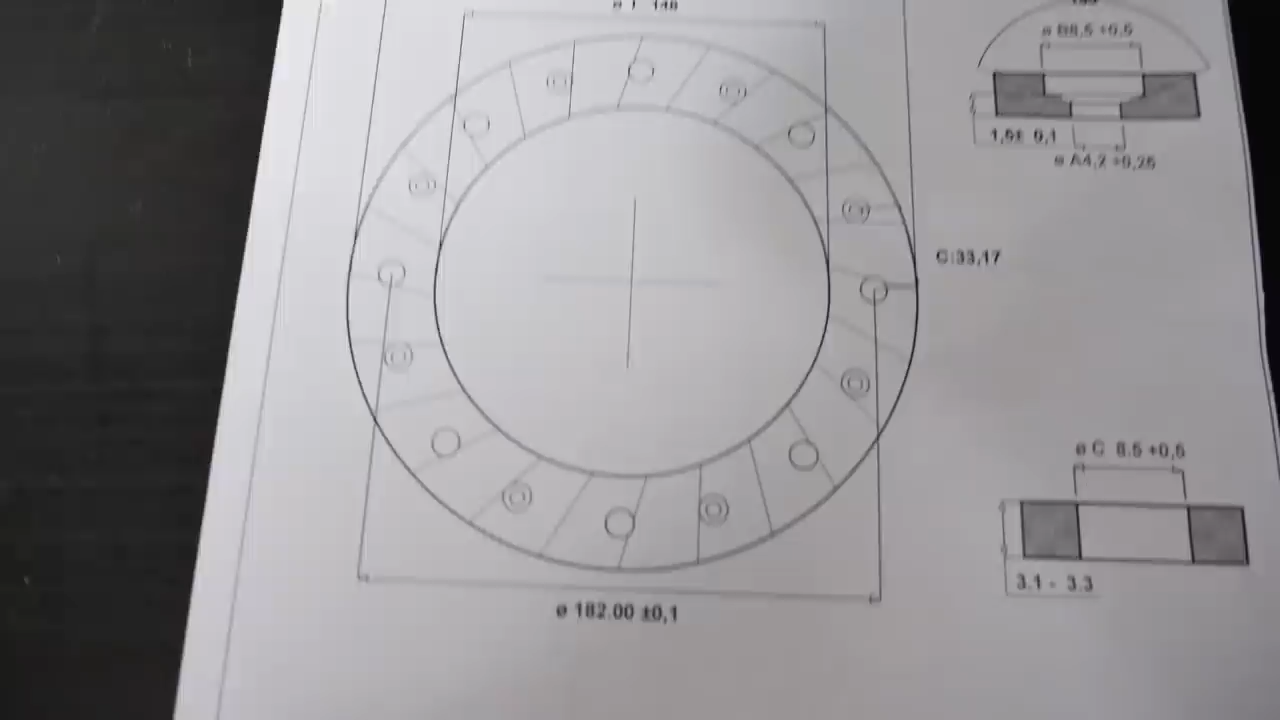 ø B8,5 +0,5
1,9± 0,1
ø A4,2 +0,25
C:33,17
ø C 8.5 +0,5
3.1 - 3.3
ø 182.00 ±0,1